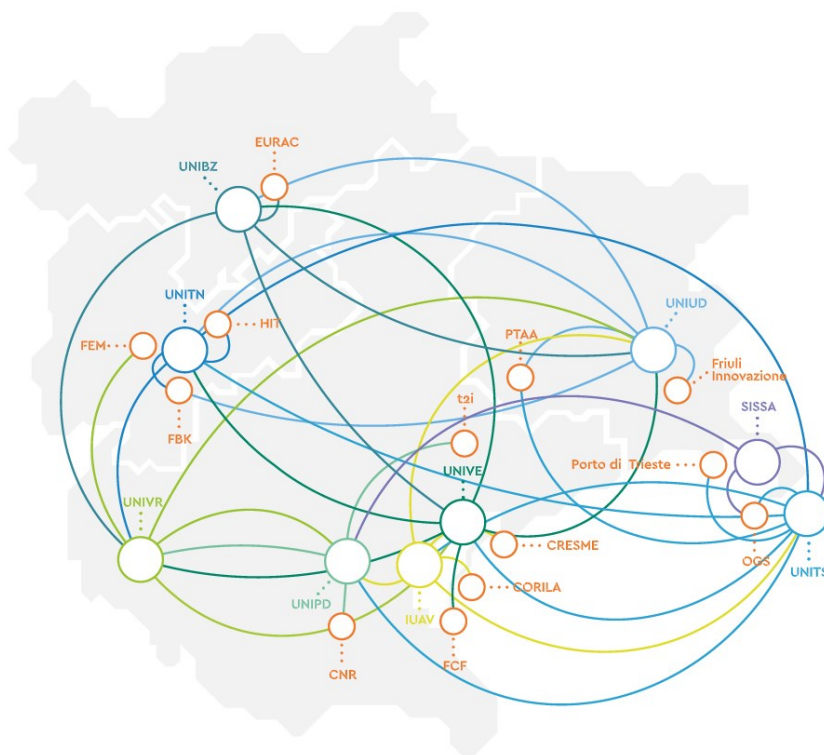 EURAC
UNIBZ
UNITN
HIT
FEM
UNIUD
PTAA
Friuli
Innovazione
FBK
t2i
SISSA
UNIVE
Porto di Trieste
UNIVR
CRESME
OGS
UNITS
CORILA
UNIPD
IUAV
FCF
CNR